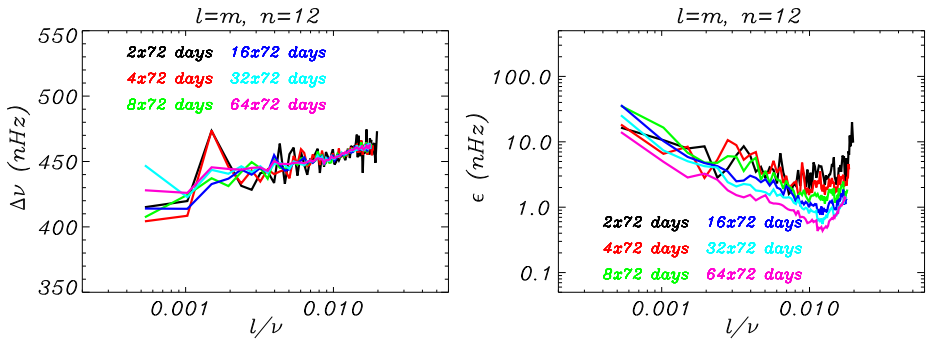 l=m, n=12
550
500
450
400
350
Δν (nHz)
2x72 days 16x72 days
4x72 days 32x72 days
8x72 days 64x72 days
0.001 0.010
l/ν
l=m, n=12
100.0
10.0
1.0
0.1
ϵ (nHz)
2x72 days 16x72 days
4x72 days 32x72 days
8x72 days 64x72 days
0.001 0.010
l/ν